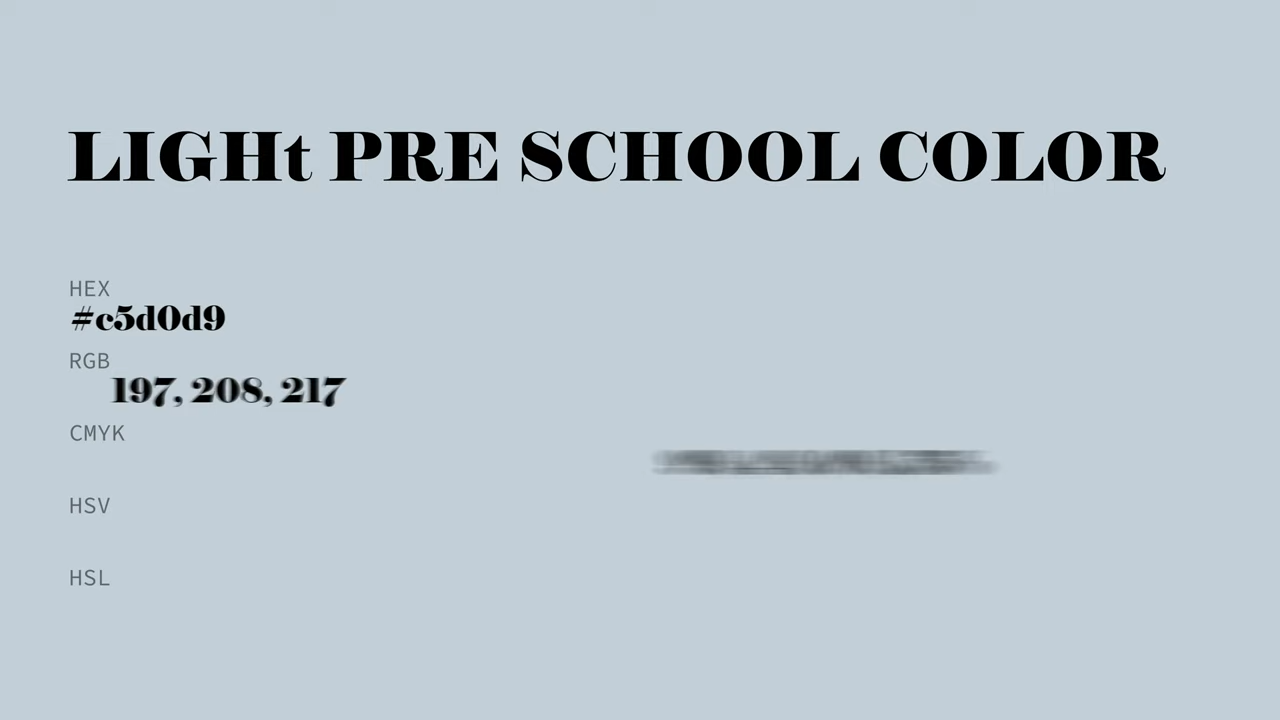 LIGHt PRE SCHOOL COLOR
HEX
#c5d0d9
RGB
197, 208, 217
CMYK
HSV
HSL